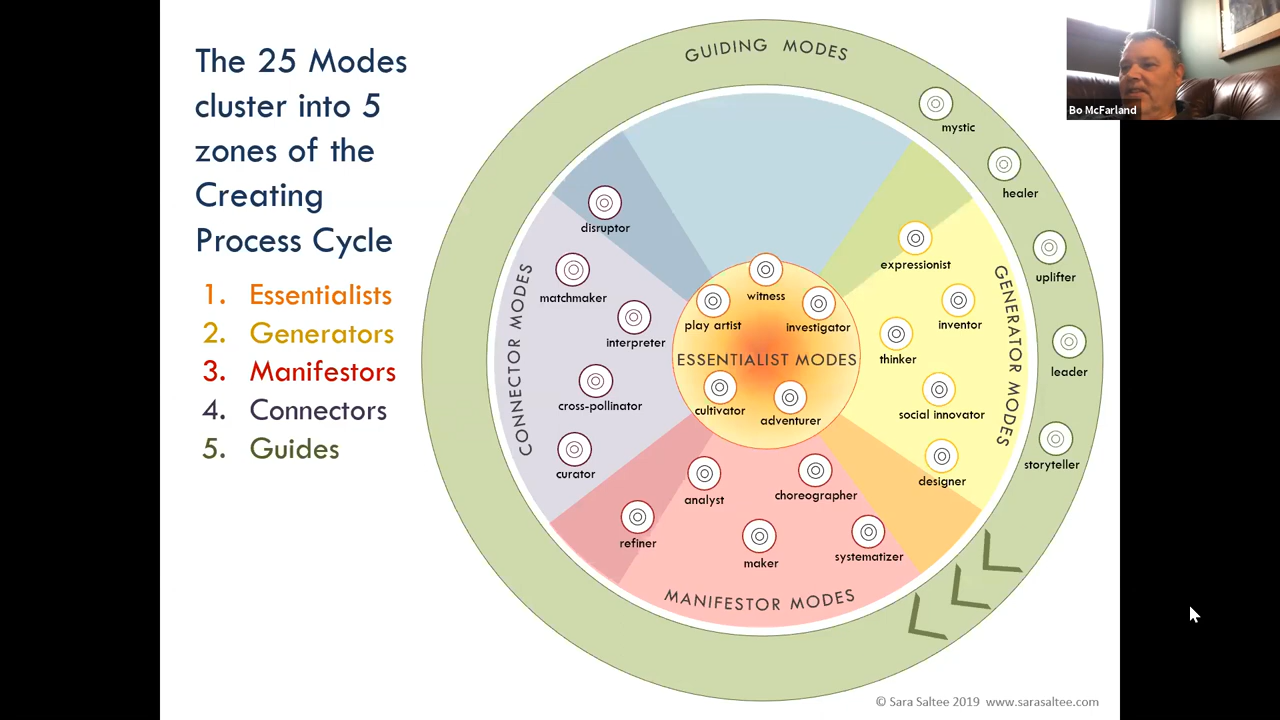 The 25 Modes
cluster into 5
zones of the
Creating
Process Cycle
1. Essentialists
2. Generators
3. Manifestors
4. Connectors
5. Guides
GUIDING MODES
mystic
healer
uplifter
leader
storyteller
CONNECTOR MODES
disruptor
matchmaker
interpreter
cross-pollinator
curator
ESSENTIALIST MODES
witness
play artist
investigator
cultivator
adventurer
GENERATOR MODES
expressionist
inventor
thinker
social innovator
designer
MANIFESTOR MODES
analyst
choreographer
refiner
maker
systematizer
© Sara Saltee 2019 www.sarasaltee.com
Bo McFarland